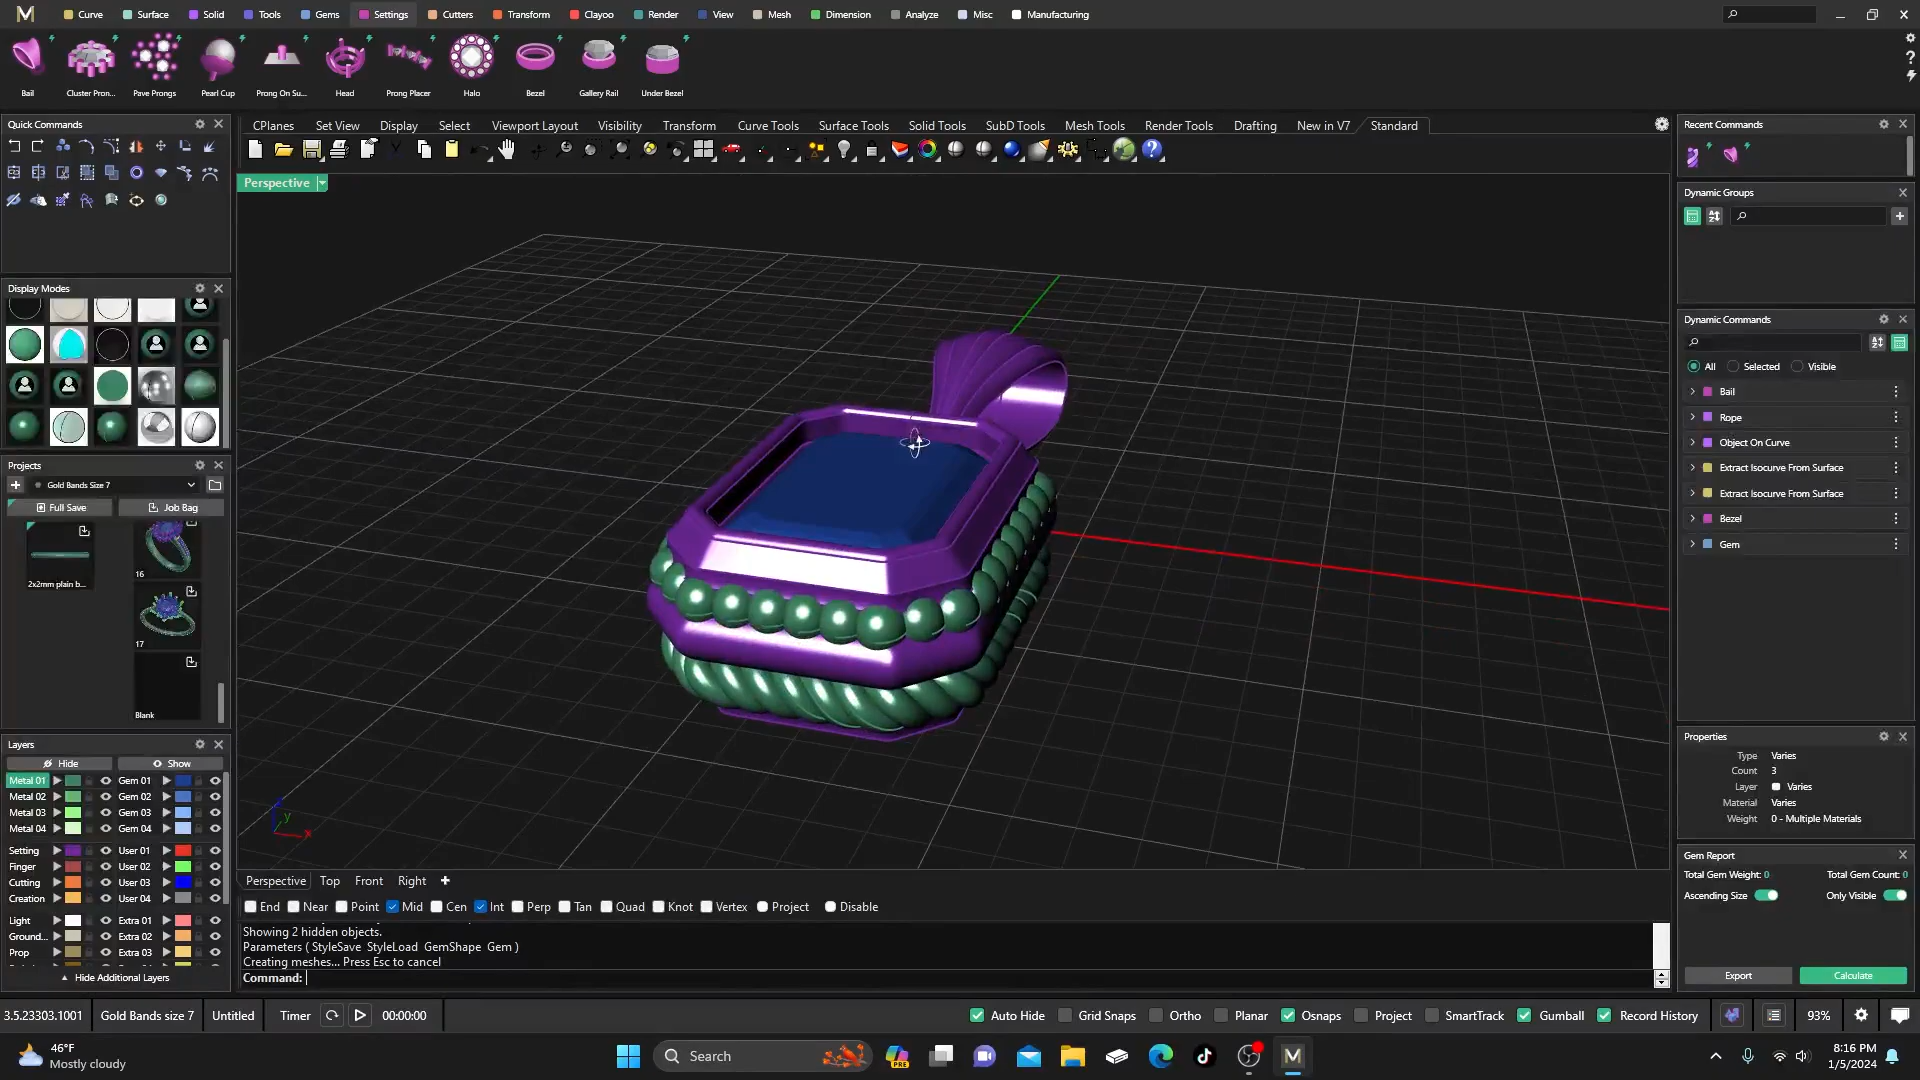 Curve Surface Solid Tools Gems Settings Cutters Transform Clayoo Render View Mesh Dimension Analyze Misc Manufacturing
Bail Cluster Pron... Pave Prongs Pearl Cup Prong On Su... Head Prong Placer Halo Bezel Gallery Rail Under Bezel
Quick Commands
CPlanes Set View Display Select Viewport Layout Visibility Transform Curve Tools Surface Tools Solid Tools SubD Tools Mesh Tools Render Tools Drafting New in V7 Standard
Recent Commands
Perspective
Dynamic Groups
Display Modes
Dynamic Commands
All Selected Visible
Bail
Rope
Object On Curve
Extract Isocurve From Surface
Extract Isocurve From Surface
Bezel
Gem
Projects
Gold Bands Size 7
Full Save Job Bag
2x2mm plain b...
16
17
Blank
Layers
Hide Show
Metal 01 Gem 01
Metal 02 Gem 02
Metal 03 Gem 03
Metal 04 Gem 04
Setting User 01
Finger User 02
Cutting User 03
Creation User 04
Light Extra 01
Ground... Extra 02
Prop Extra 03
Hide Additional Layers
z
y
x
Properties
Type Varies
Count 3
Layer Varies
Material Varies
Weight 0 - Multiple Materials
Gem Report
Total Gem Weight: 0 Total Gem Count: 0
Ascending Size Only Visible
Export Calculate
Perspective Top Front Right
End Near Point Mid Cen Int Perp Tan Quad Knot Vertex Project Disable
Showing 2 hidden objects.
Parameters ( StyleSave StyleLoad GemShape Gem )
Creating meshes... Press Esc to cancel
Command:
3.5.23303.1001 Gold Bands size 7 Untitled Timer 00:00:00 Auto Hide Grid Snaps Ortho Planar Osnaps Project SmartTrack Gumball Record History 93%
46°F
Mostly cloudy
Search
PRE
M
8:16 PM
1/5/2024